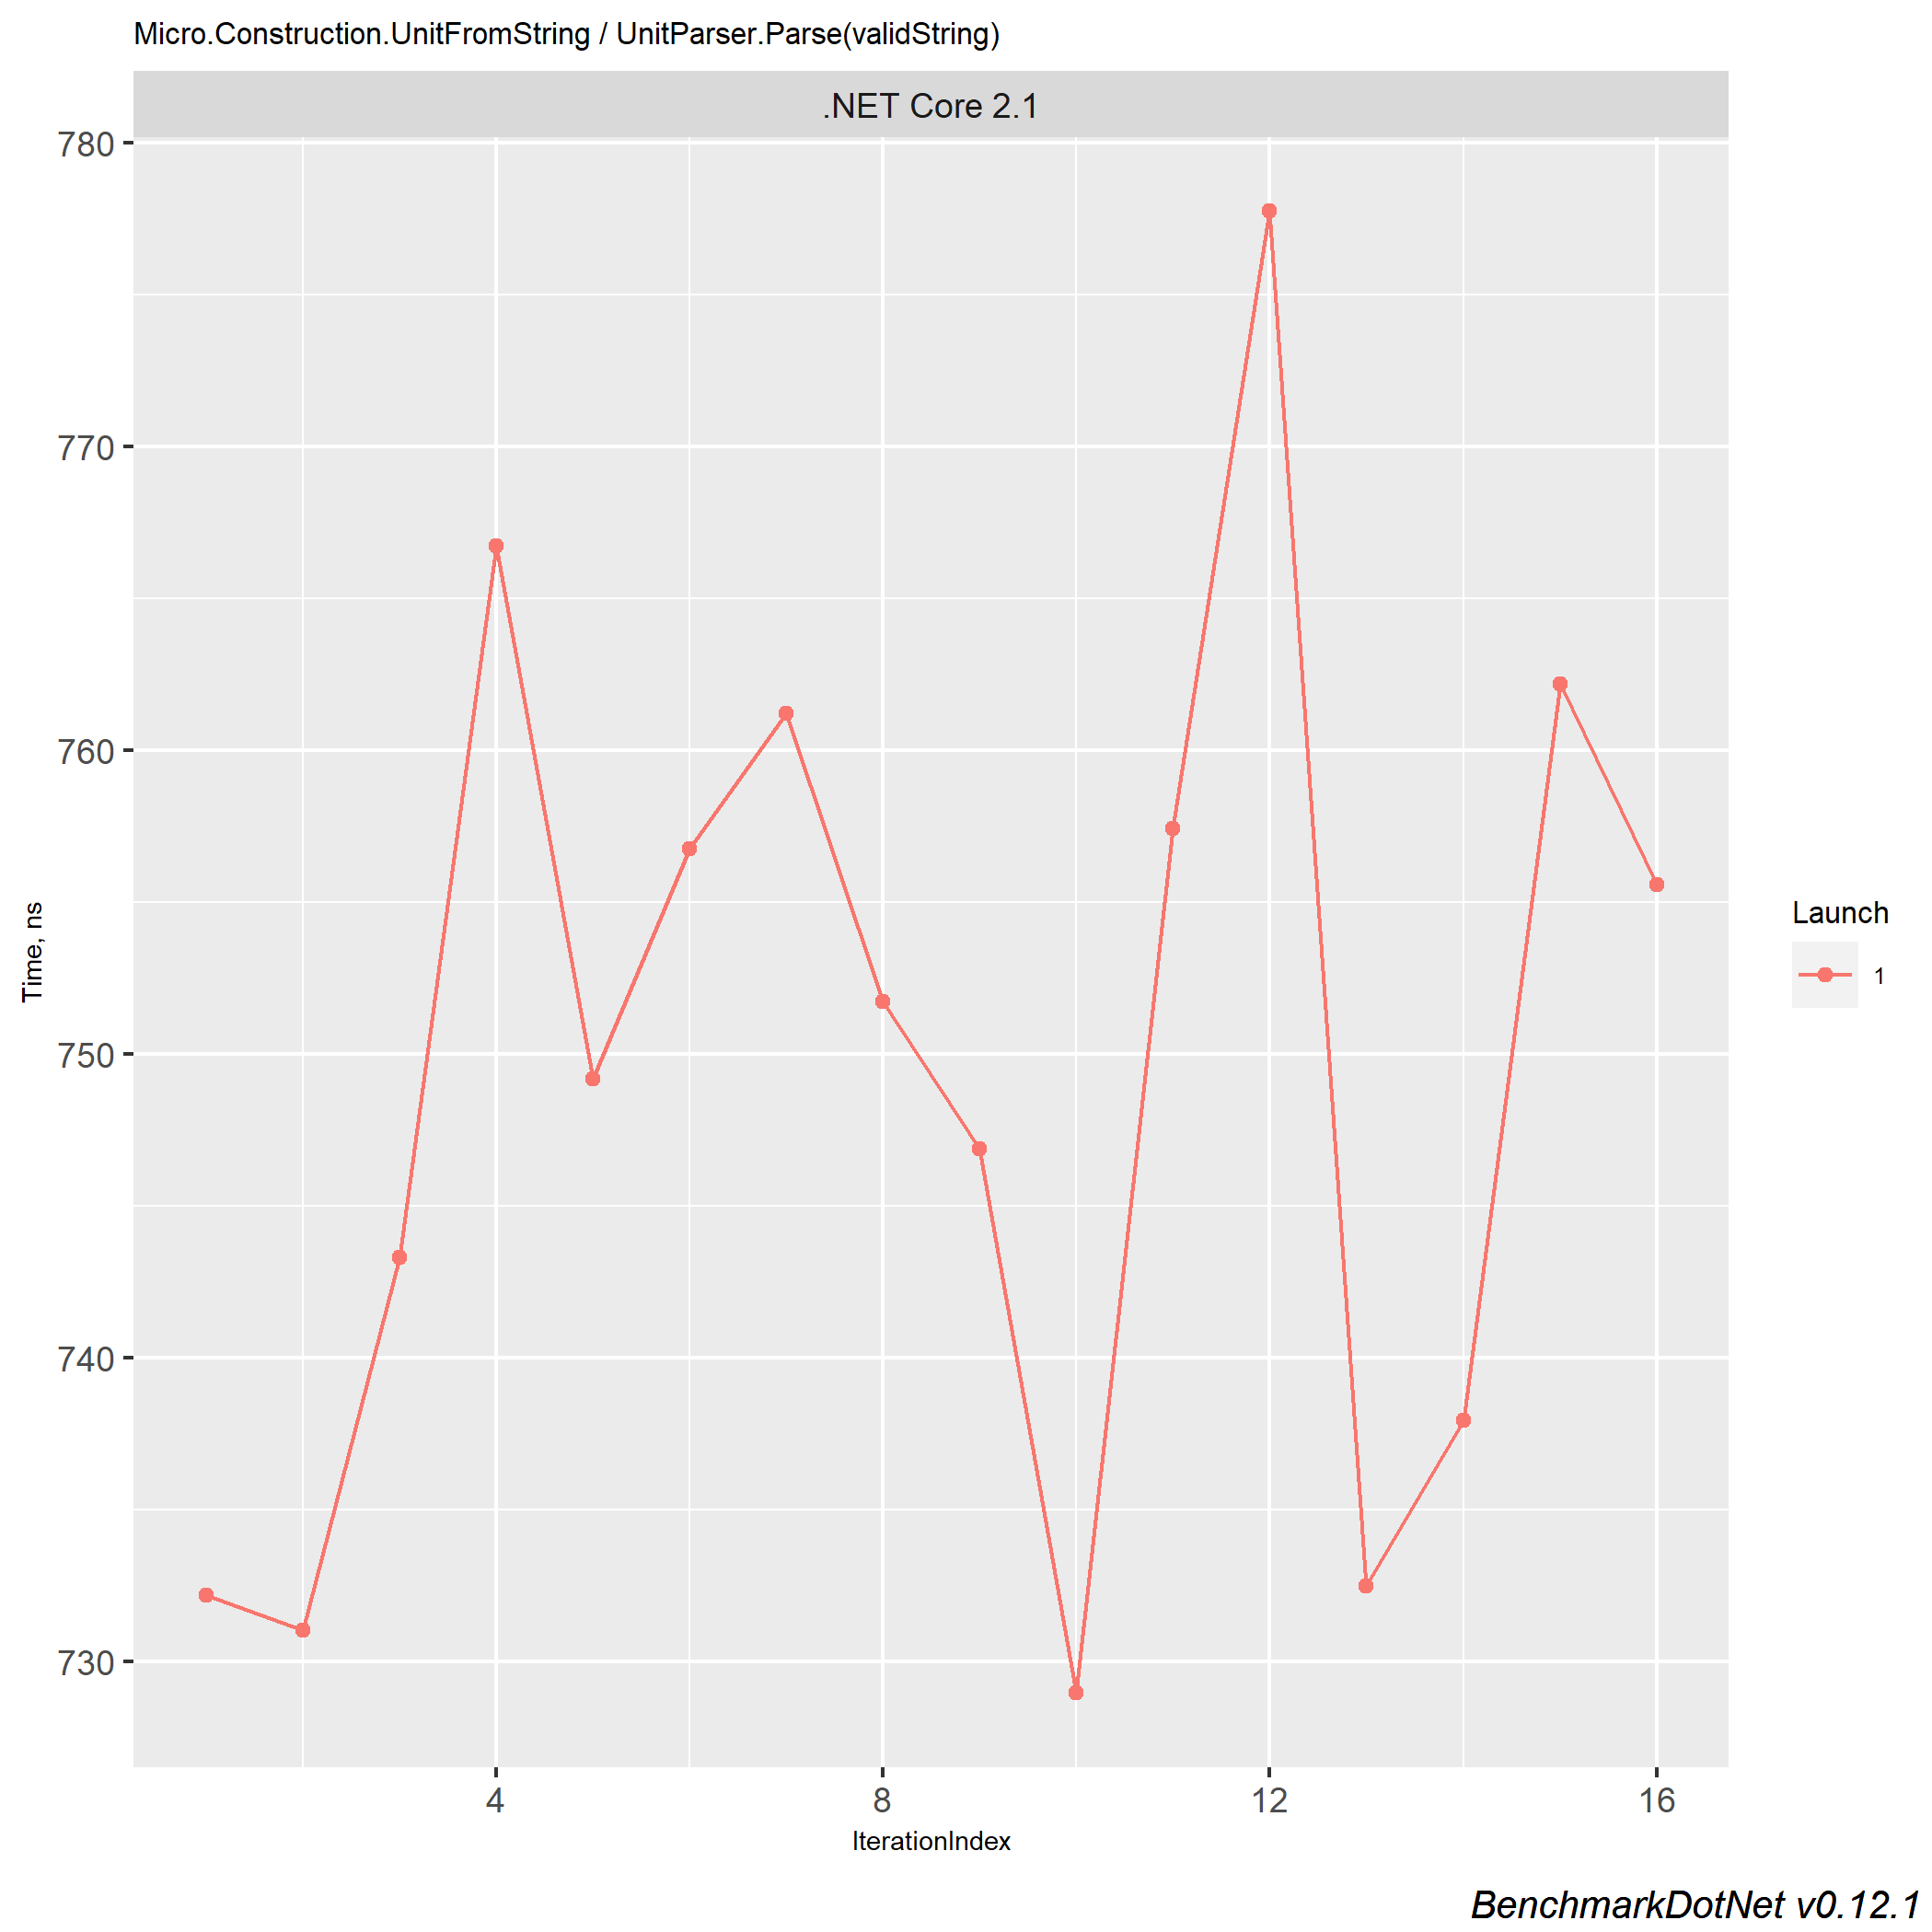 Micro.Construction.UnitFromString / UnitParser.Parse(validString)
.NET Core 2.1
780
770
760
750
740
730
Time, ns
4 8 12 16
IterationIndex
Launch
1
BenchmarkDotNet v0.12.1